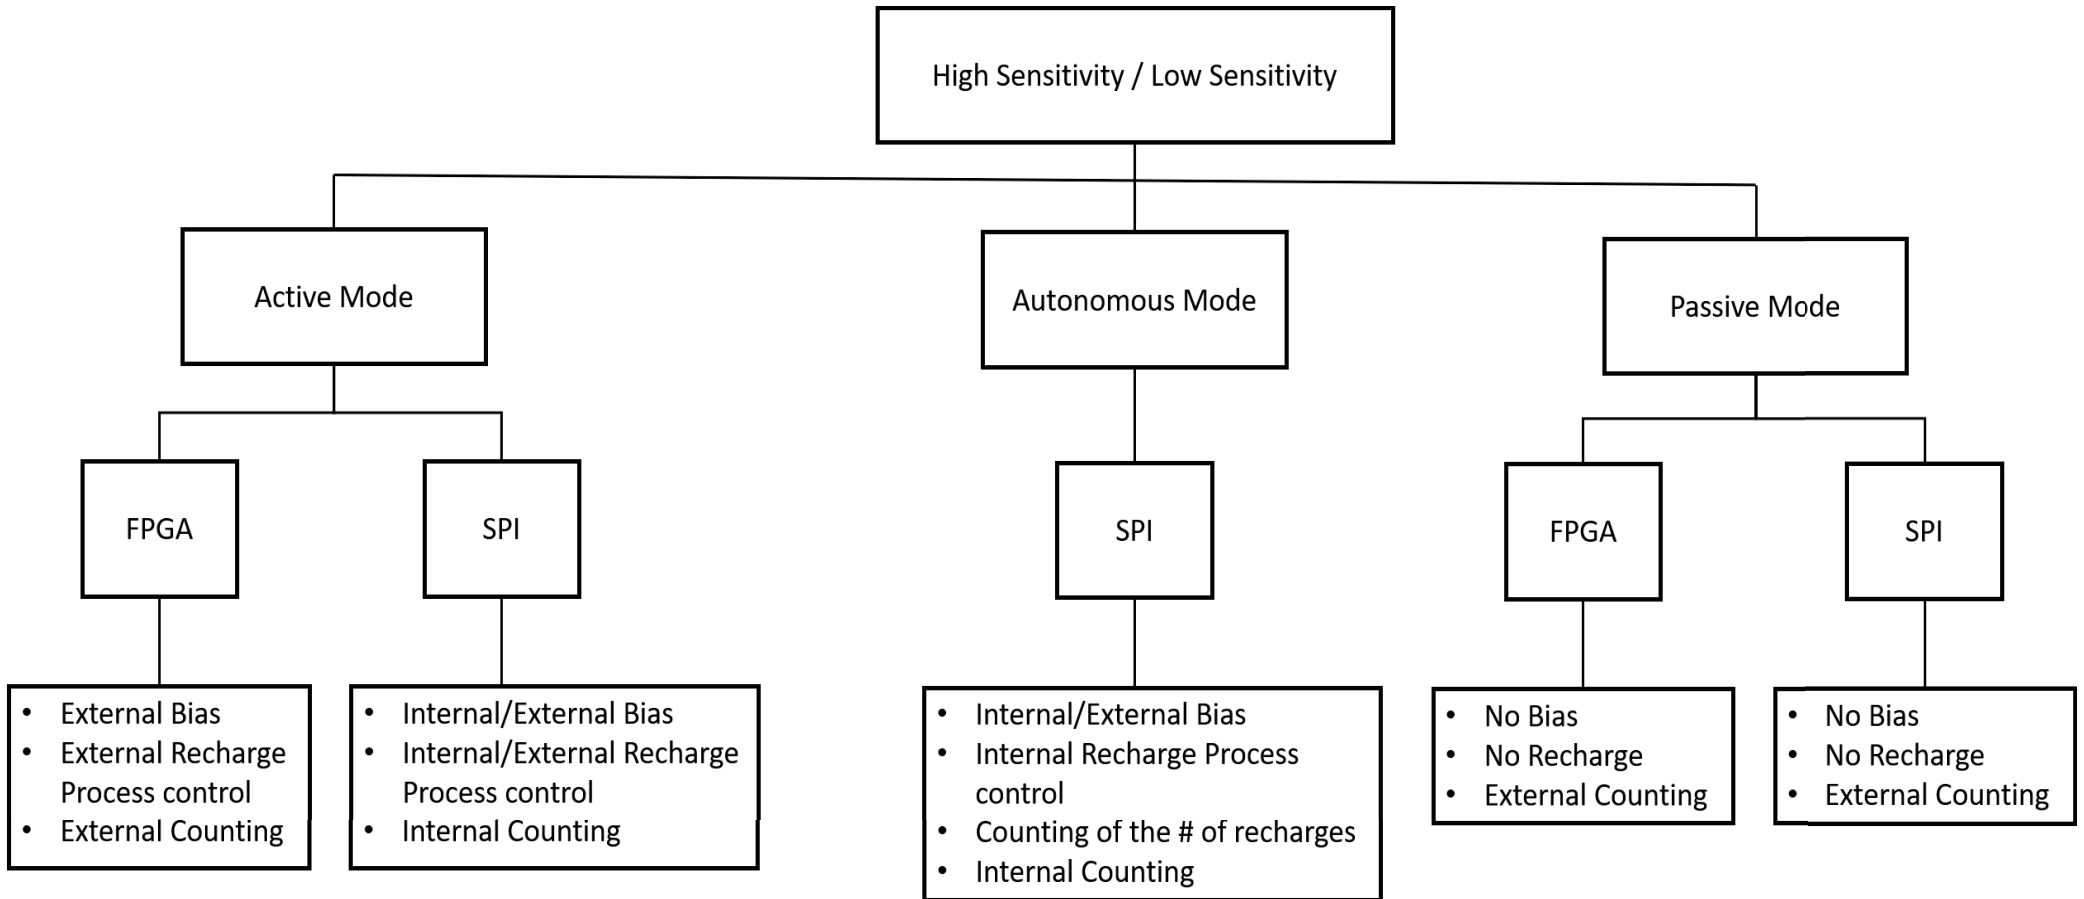 High Sensitivity / Low Sensitivity
Active Mode
Autonomous Mode
Passive Mode
FPGA
SPI
SPI
FPGA
SPI
• External Bias
• External Recharge
Process control
• External Counting
• Internal/External Bias
• Internal/External Recharge
Process control
• Internal Counting
• Internal/External Bias
• Internal Recharge Process
control
• Counting of the # of recharges
• Internal Counting
• No Bias
• No Recharge
• External Counting
• No Bias
• No Recharge
• External Counting